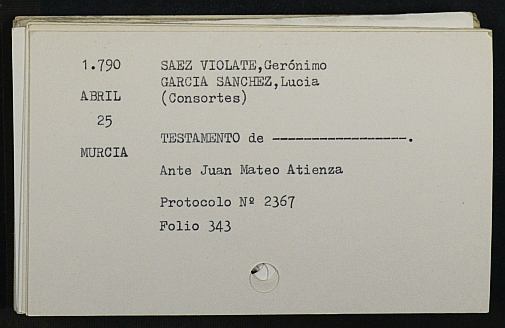 1.790 SAEZ VIOLATE,Gerónimo
GARCIA SANCHEZ,Lucia
ABRIL (Consortes)
25
TESTAMENTO de -----------------.
MURCIA
Ante Juan Mateo Atienza
Protocolo Nº 2367
Folio 343